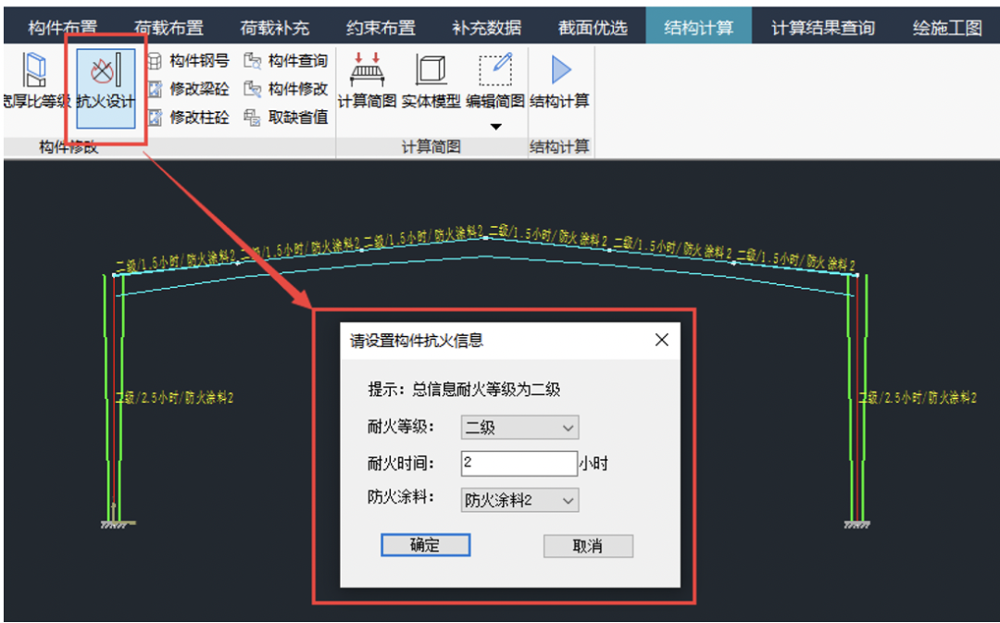 构件布置 荷载布置 荷载补充 约束布置 补充数据 截面优选 结构计算 计算结果查询 绘施工图
构件钢号 构件查询
修改梁砼 构件修改
宽厚比等级 抗火设计 计算简图 实体模型 编辑简图 结构计算
修改柱砼 取缺省值
构件修改 计算简图 结构计算
二级/1.5小时/防火涂料2 二级/1.5小时/防火涂料2 二级/1.5小时/防火涂料2 二级/1.5小时/防火涂料2 二级/1.5小时/防火涂料2 二级/1.5小时/防火涂料2
二级/2.5小时/防火涂料2 二级/2.5小时/防火涂料2
请设置构件抗火信息
提示：总信息耐火等级为二级
耐火等级： 二级
耐火时间： 2 小时
防火涂料： 防火涂料2
确定 取消